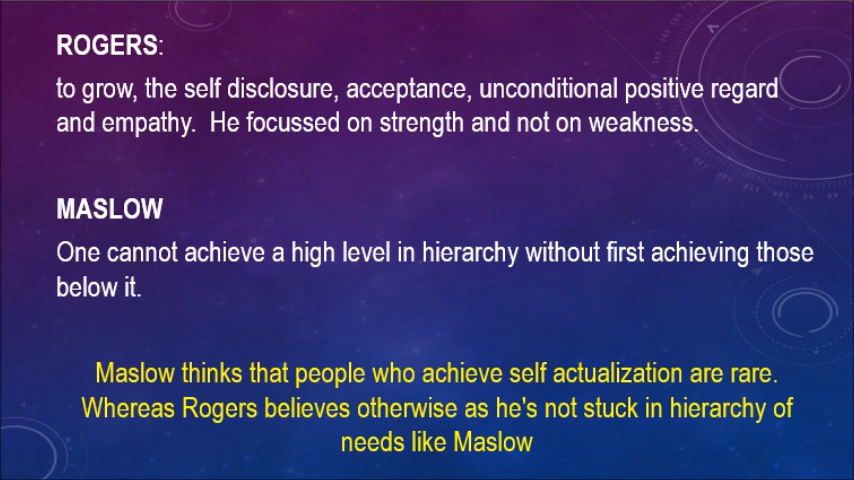 ROGERS:
to grow, the self disclosure, acceptance, unconditional positive regard
and empathy.  He focussed on strength and not on weakness.
MASLOW
One cannot achieve a high level in hierarchy without first achieving those
below it.
Maslow thinks that people who achieve self actualization are rare.
Whereas Rogers believes otherwise as he's not stuck in hierarchy of
needs like Maslow